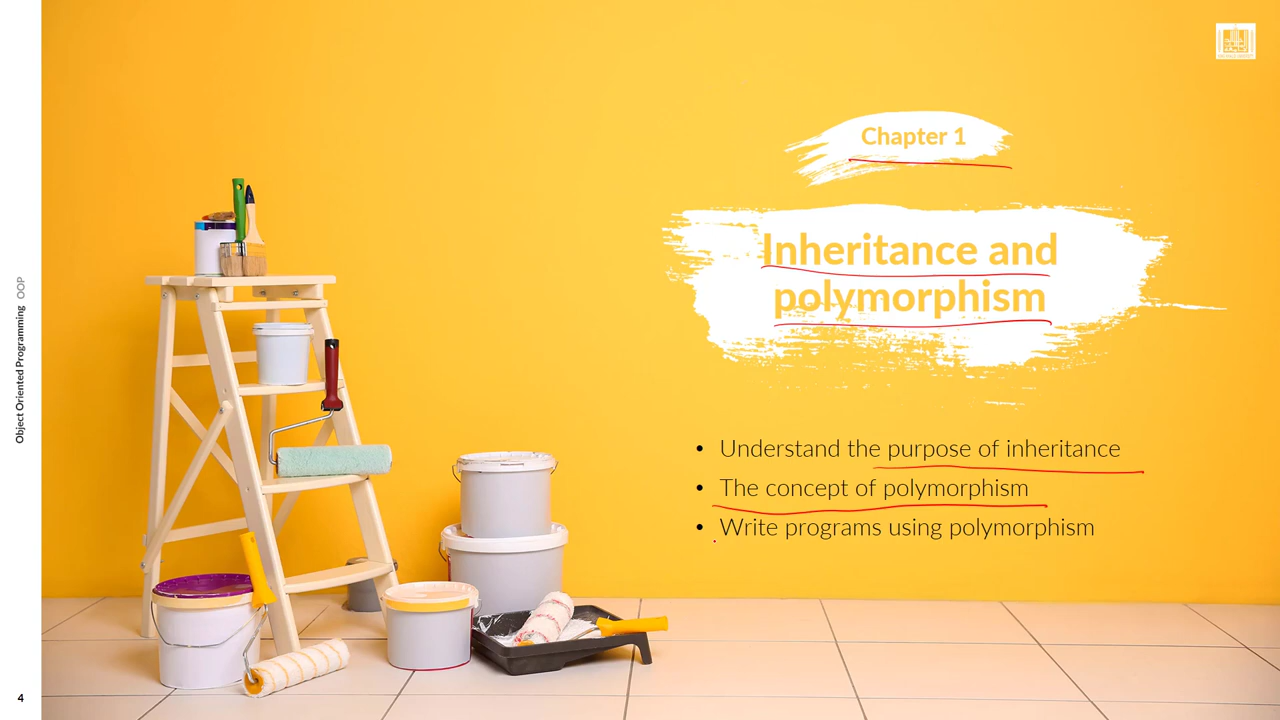 Chapter 1
Inheritance and
polymorphism
• Understand the purpose of inheritance
• The concept of polymorphism
• Write programs using polymorphism
Object Oriented Programming OOP
4